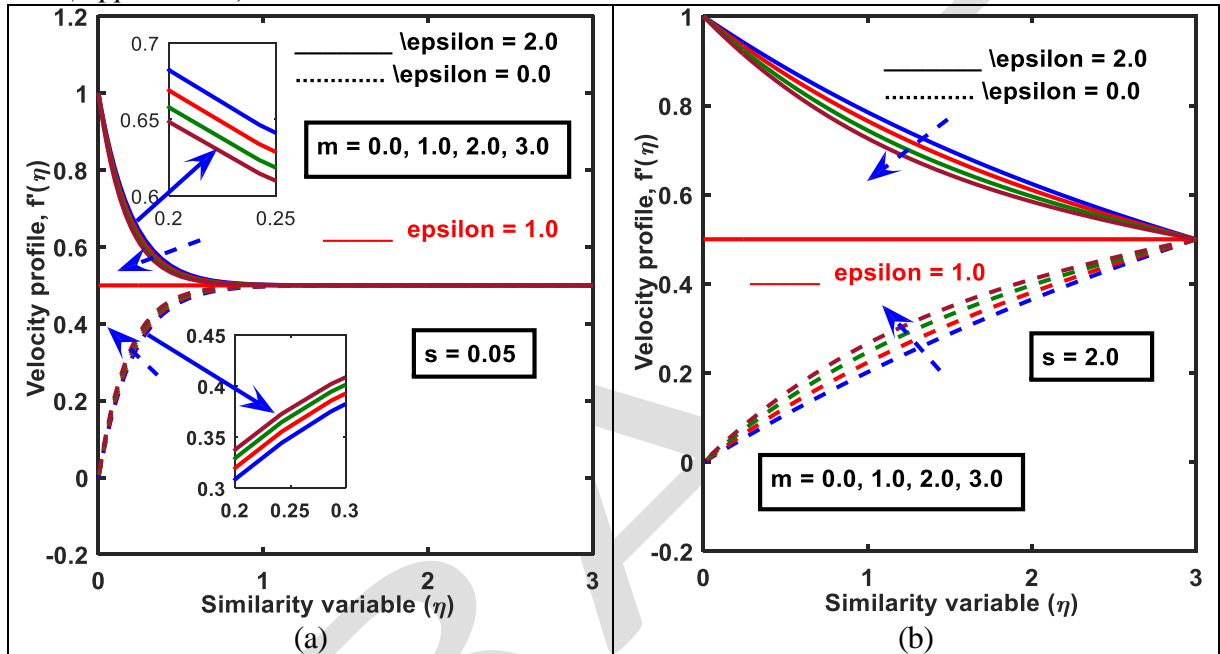 1.2
1
0.8
0.6
0.4
0.2
0
-0.2
0
1
2
3
Velocity profile, f'(η)
Similarity variable (η)
0.7
0.65
0.6
0.2
0.25
\epsilon = 2.0
\epsilon = 0.0
m = 0.0, 1.0, 2.0, 3.0
epsilon = 1.0
s = 0.05
0.45
0.4
0.35
0.3
0.2
0.25
0.3
(a)
1
0.8
0.6
0.4
0.2
0
-0.2
0
1
2
3
Velocity profile, f'(η)
Similarity variable (η)
\epsilon = 2.0
\epsilon = 0.0
epsilon = 1.0
s = 2.0
m = 0.0, 1.0, 2.0, 3.0
(b)